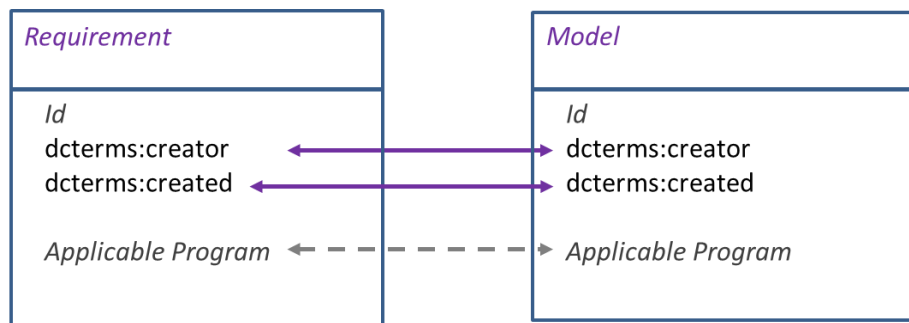 Requirement
Id
dcterms:creator
dcterms:created
Applicable Program
Model
Id
dcterms:creator
dcterms:created
Applicable Program